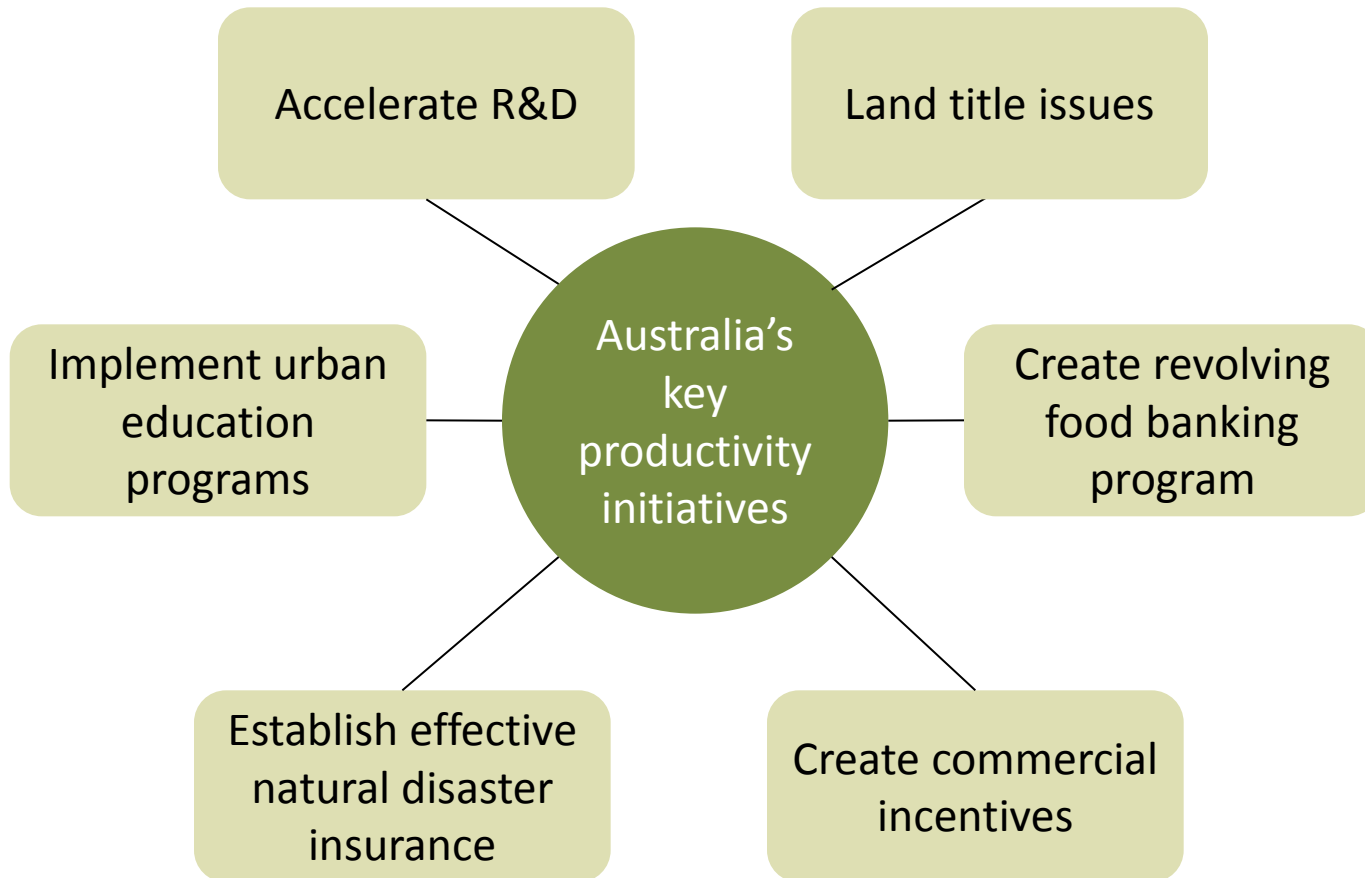 Accelerate R&D
Land title issues
Implement urban
education
programs
Australia’s
key
productivity
initiatives
Create revolving
food banking
program
Establish effective
natural disaster
insurance
Create commercial
incentives